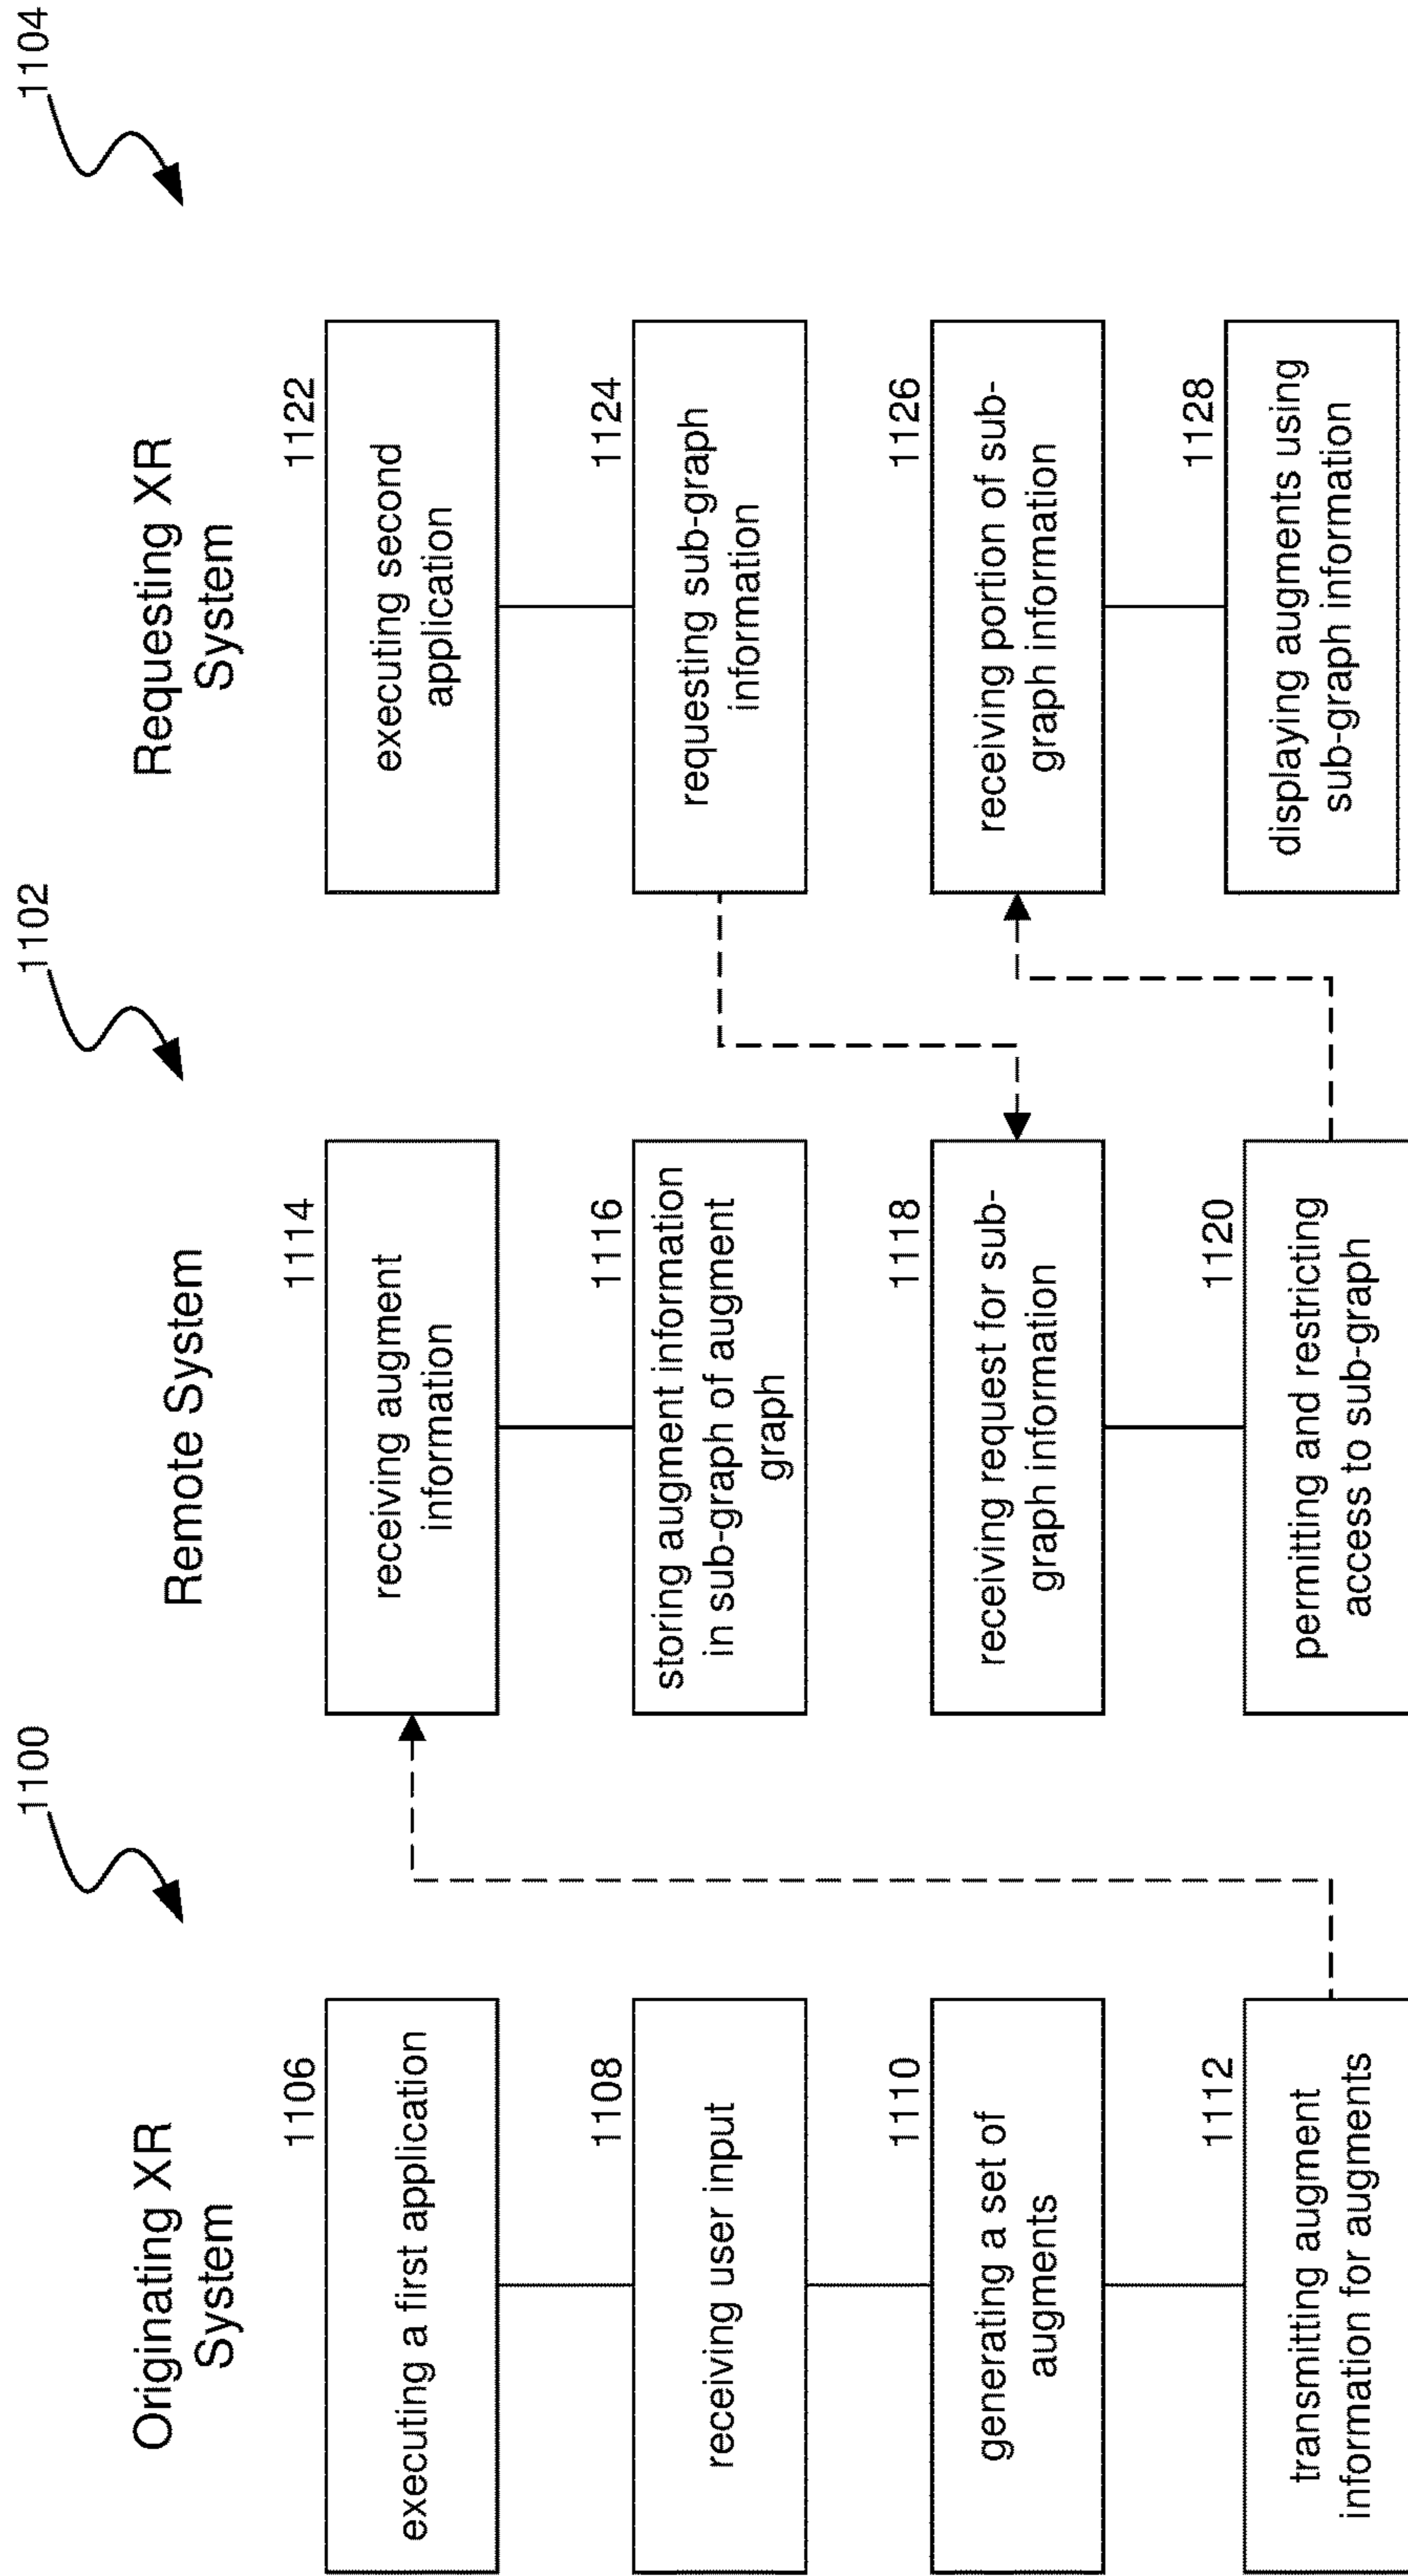 1100
Originating XR
System
1106
executing a first application
1108
receiving user input
1110
generating a set of
augments
1112
transmitting augment
information for augments
1102
Remote System
1114
receiving augment
information
1116
storing augment information
in sub-graph of augment
graph
1118
receiving request for sub-
graph information
1120
permitting and restricting
access to sub-graph
1104
Requesting XR
System
1122
executing second
application
1124
requesting sub-graph
information
1126
receiving portion of sub-
graph information
1128
displaying augments using
sub-graph information